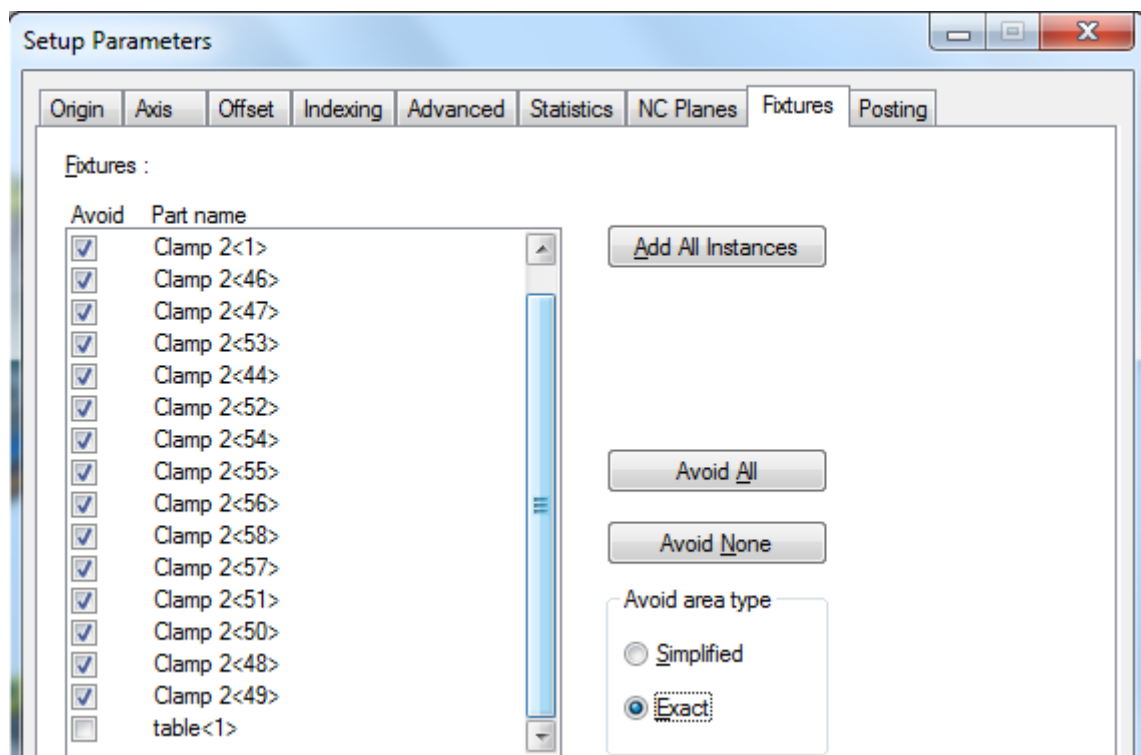 Setup Parameters
Origin Axis Offset Indexing Advanced Statistics NC Planes Fixtures Posting
Fixtures :
Avoid Part name
Clamp 2<1>
Clamp 2<46>
Clamp 2<47>
Clamp 2<53>
Clamp 2<44>
Clamp 2<52>
Clamp 2<54>
Clamp 2<55>
Clamp 2<56>
Clamp 2<58>
Clamp 2<57>
Clamp 2<51>
Clamp 2<50>
Clamp 2<48>
Clamp 2<49>
table<1>
Add All Instances
Avoid All
Avoid None
Avoid area type
Simplified
Exact